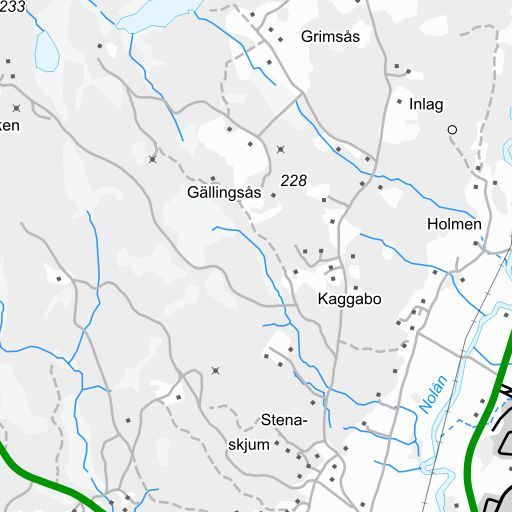 233
Grimsås
Inlag
ken
228
Gällingsås
Holmen
Kaggabo
Nolån
Stena-
skjum